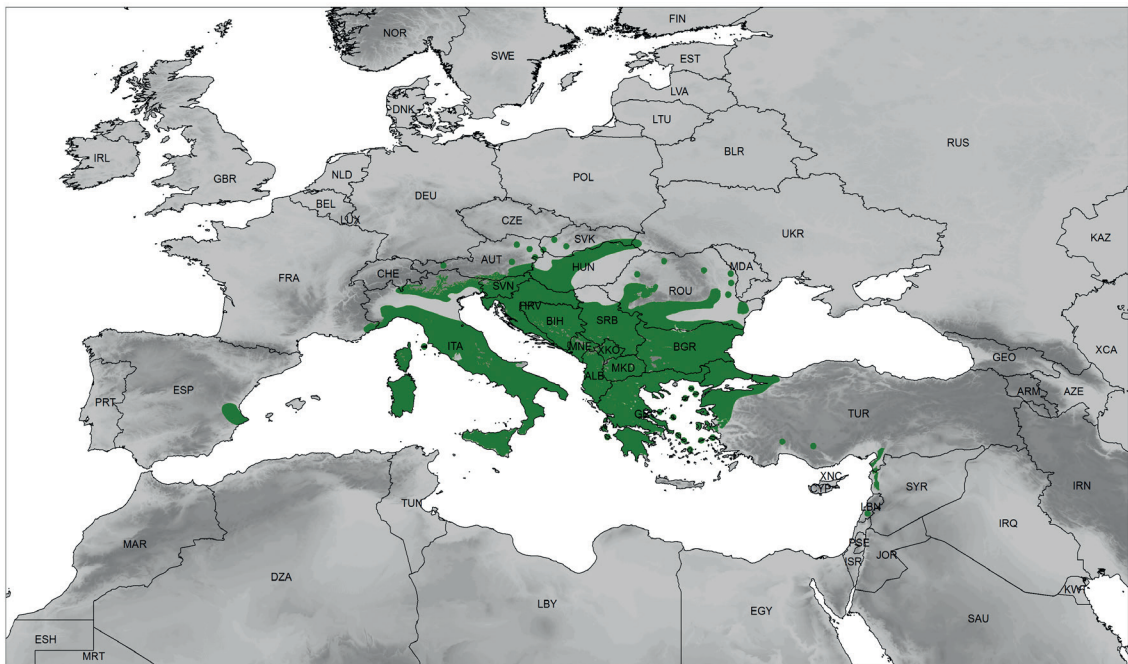 FIN
NOR
SWE
EST
LVA
DNK
LTU
RUS
BLR
IRL
GBR
NLD
POL
DEU
BEL
LUX
CZE
UKR
KAZ
SVK
AUT
MDA
HUN
CHE
FRA
SVN
ROU
HRV
BIH
SRB
ITA
MNE
XKO
BGR
GEO
XCA
MKD
ALB
ESP
PRT
ARM
AZE
GRC
TUR
XNC
CYP
SYR
IRN
TUN
LBN
IRQ
MAR
PSE
JOR
ISR
DZA
KWT
LBY
EGY
SAU
ESH
MRT